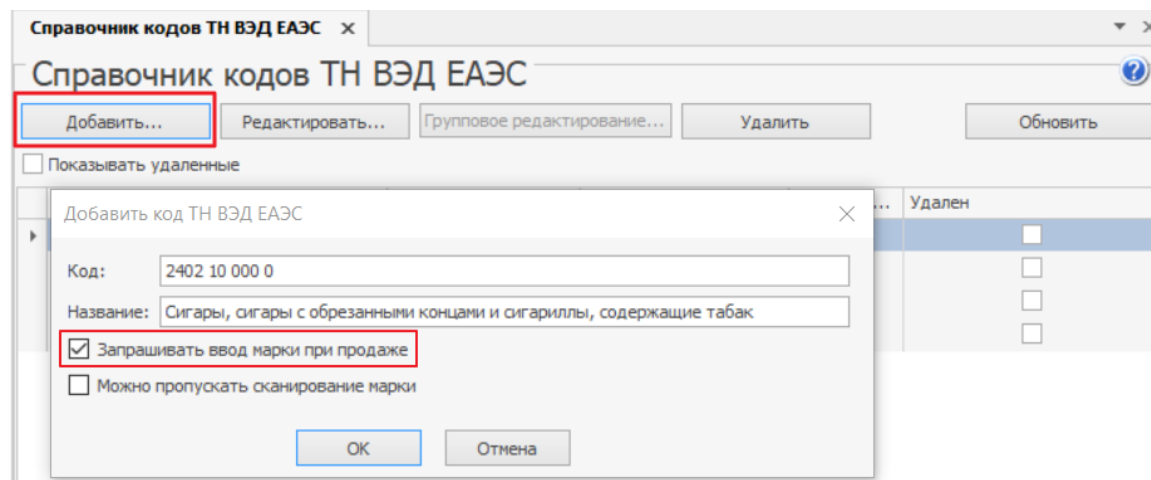 Справочник кодов ТН ВЭД ЕАЭС
Справочник кодов ТН ВЭД ЕАЭС
Добавить... Редактировать... Групповое редактирование... Удалить Обновить
Показывать удаленные
... Удален
Добавить код ТН ВЭД ЕАЭС
Код: 2402 10 000 0
Название: Сигары, сигары с обрезанными концами и сигариллы, содержащие табак
Запрашивать ввод марки при продаже
Можно пропускать сканирование марки
OK Отмена